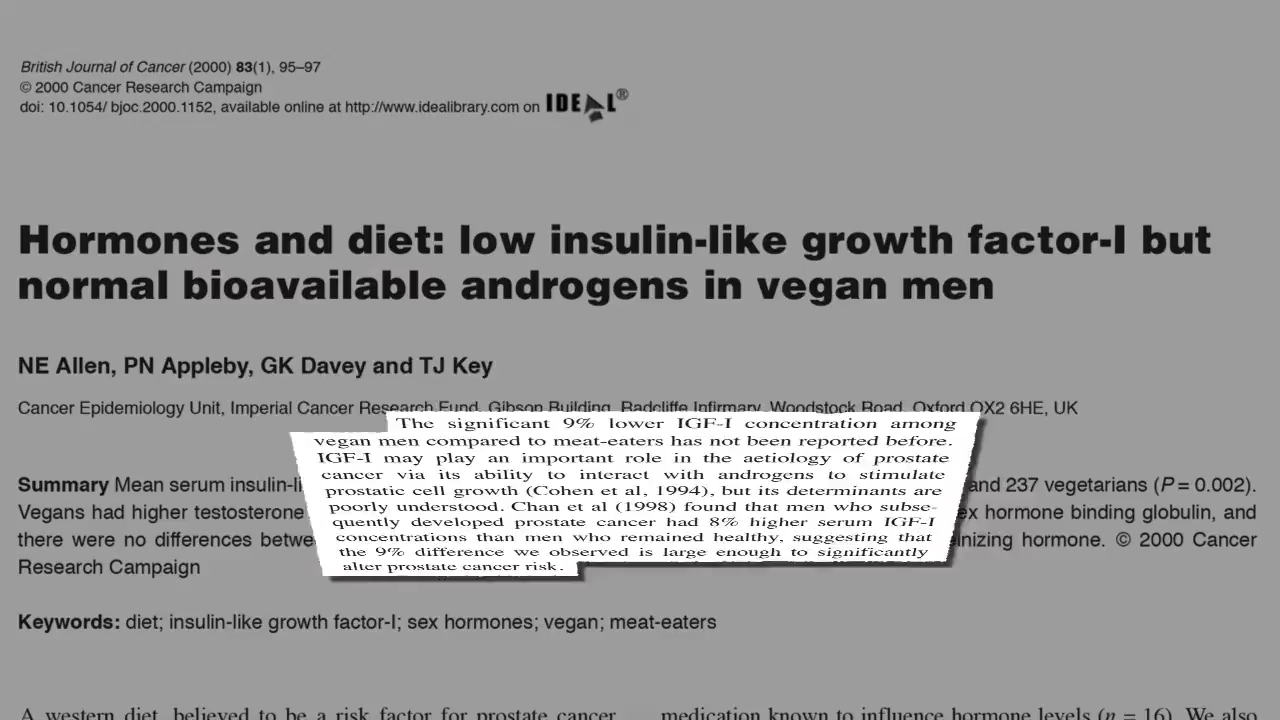 British Journal of Cancer (2000) 83(1), 95–97
© 2000 Cancer Research Campaign
doi: 10.1054/ bjoc.2000.1152, available online at http://www.idealibrary.com on IDEAL®
Hormones and diet: low insulin-like growth factor-I but
normal bioavailable androgens in vegan men
NE Allen, PN Appleby, GK Davey and TJ Key
Cancer Epidemiology Unit, Imperial Cancer Research Fund, Gibson Building, Radcliffe Infirmary, Woodstock Road, Oxford OX2 6HE, UK
The significant 9% lower IGF-I concentration among
vegan men compared to meat-eaters has not been reported before.
IGF-I may play an important role in the aetiology of prostate
cancer via its ability to interact with androgens to stimulate
prostatic cell growth (Cohen et al, 1994), but its determinants are
poorly understood. Chan et al (1998) found that men who subse-
quently developed prostate cancer had 8% higher serum IGF-I
concentrations than men who remained healthy, suggesting that
the 9% difference we observed is large enough to significantly
alter prostate cancer risk.
Summary Mean serum insulin-li and 237 vegetarians (P = 0.002).
Vegans had higher testosterone ex hormone binding globulin, and
there were no differences betwe einizing hormone. © 2000 Cancer
Research Campaign
Keywords: diet; insulin-like growth factor-I; sex hormones; vegan; meat-eaters
A western diet, believed to be a risk factor for prostate cancer
medication known to influence hormone levels (n = 16). We also